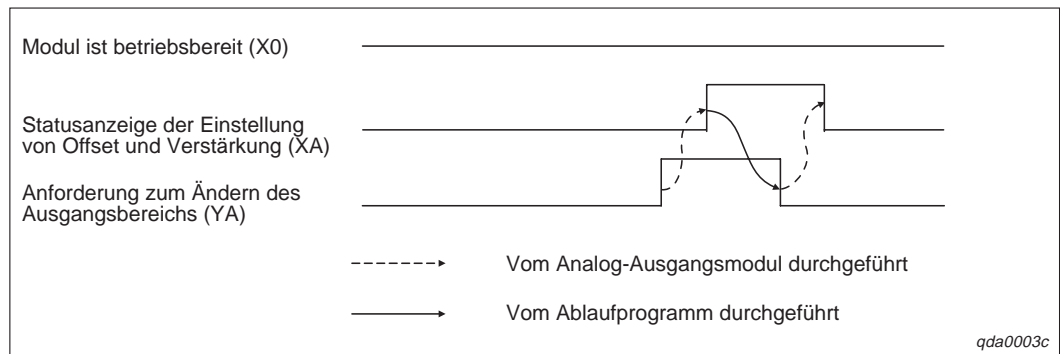 Modul ist betriebsbereit (X0)
Statusanzeige der Einstellung
von Offset und Verstärkung (XA)
Anforderung zum Ändern des
Ausgangsbereichs (YA)
Vom Analog-Ausgangsmodul durchgeführt
Vom Ablaufprogramm durchgeführt
qda0003c